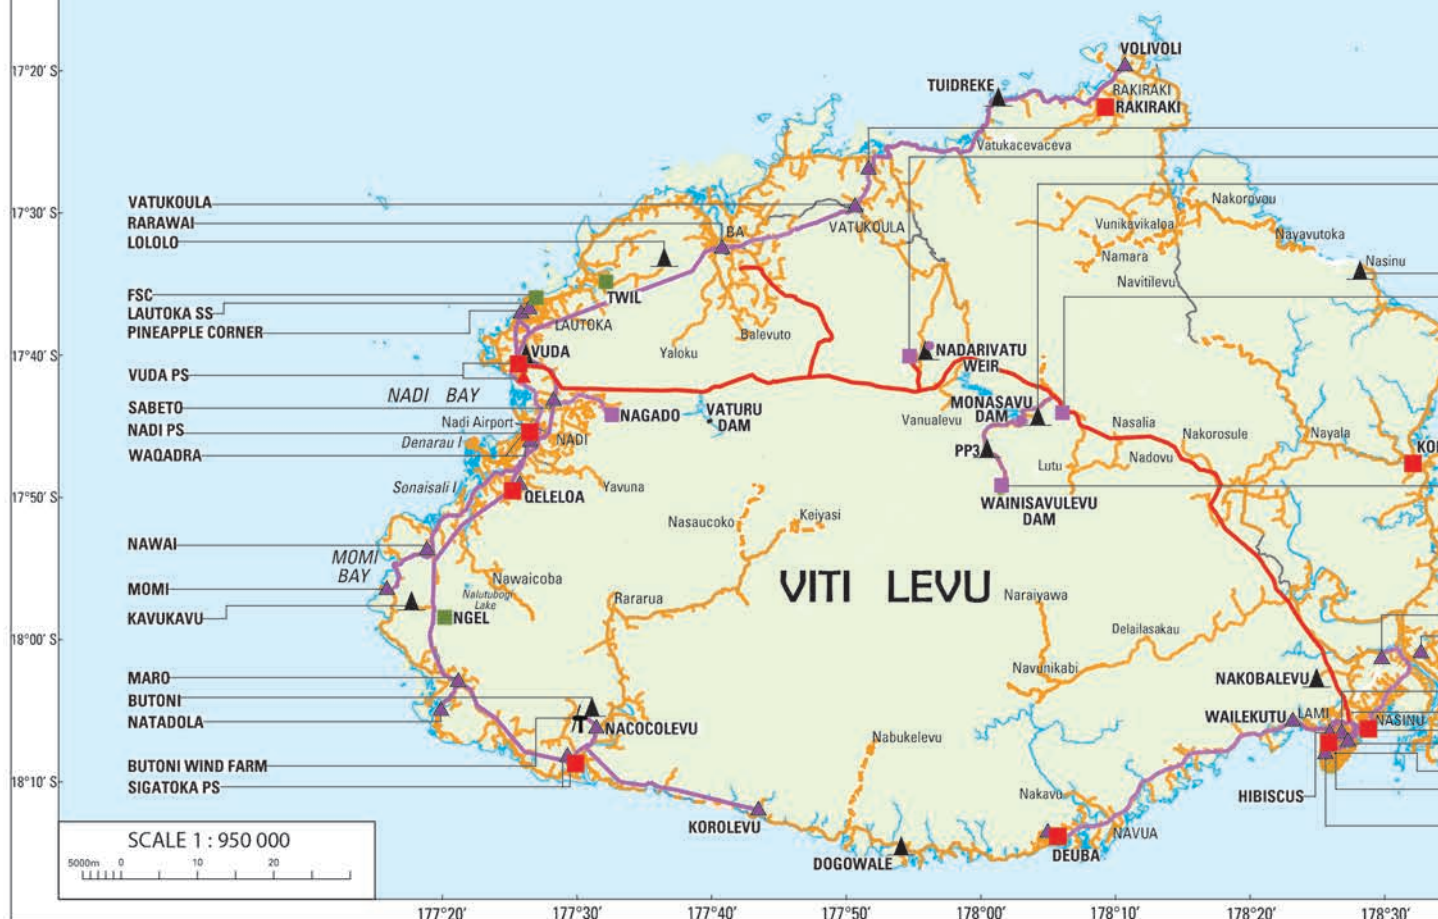 VOLIVOLI
17°20' S
TUIDREKE
RAKIRAKI
RAKIRAKI
Vatukacevaceva
VATUKOULA
17°30' S
Nakorovou
RARAWAI
BA
VATUKOULA
Vunikavikaloa
Nayavutoka
LOLOLO
Namara
Nasinu
Navitilevu
FSC
TWIL
LAUTOKA SS
LAUTOKA
PINEAPPLE CORNER
Balevuto
17°40' S
VUDA
Yaloku
NADARIVATU
WEIR
VUDA PS
NADI BAY
MONASAVU
DAM
SABETO
NAGADO
VATURU
DAM
Vanualevu
Nasalia
NADI PS
Nadi Airport
Nakorosule
Nayala
Denarau I
NADI
WAQADRA
PP3
Lutu
Nadovu
KO
17°50' S
Sonaisali I
QELELOA
Yavuna
WAINISAVULEVU
DAM
Nasaucoko
Keiyasi
NAWAI
MOMI
BAY
Nawaicoba
VITI LEVU
MOMI
Nalutubogi
Lake
Rararua
Naraiyawa
KAVUKAVU
NGEL
Delailasakau
18°00' S
Navunikabi
MARO
NAKOBALEVU
BUTONI
NATADOLA
NACOCOLEVU
WAILEKUTU
LAMI
NASINU
Nabukelevu
BUTONI WIND FARM
18°10' S
SIGATOKA PS
HIBISCUS
Nakavu
KOROLEVU
NAVUA
SCALE 1 : 950 000
DOGOWALE
DEUBA
5000m 0 10 20
177°20' 177°30' 177°40' 177°50' 178°00' 178°10' 178°20' 178°30'